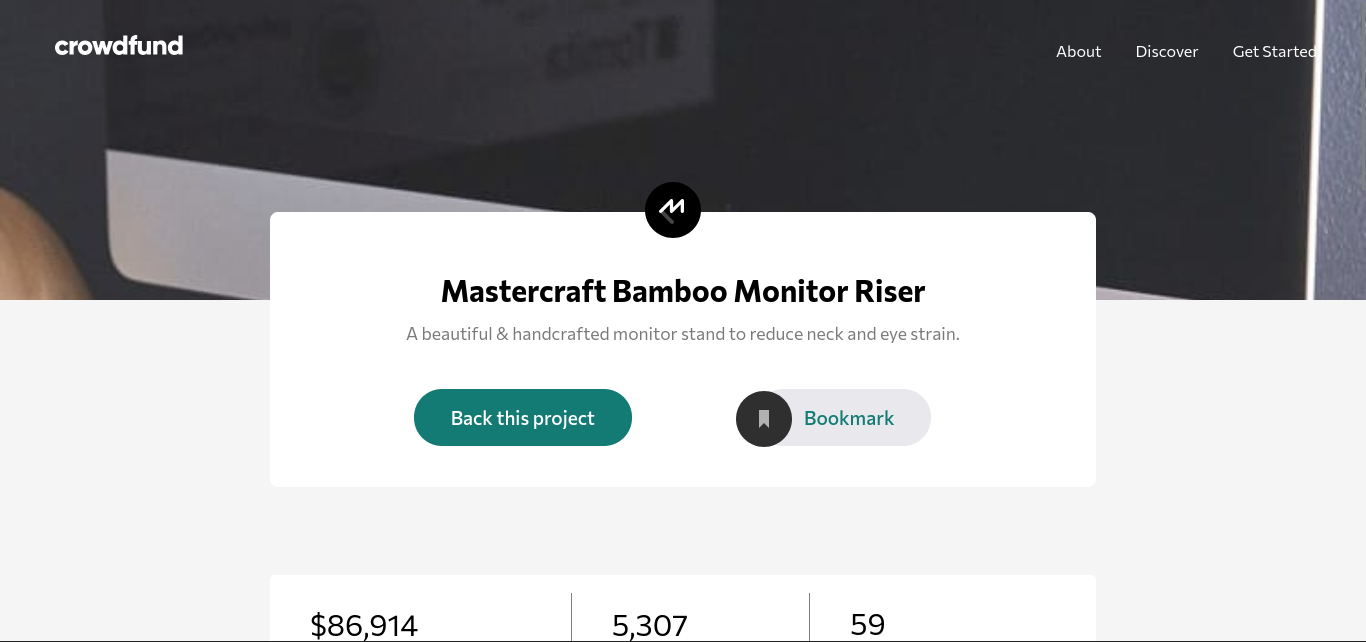 crowdfund
About
Discover
Get Started
Mastercraft Bamboo Monitor Riser
A beautiful & handcrafted monitor stand to reduce neck and eye strain.
Back this project
Bookmark
$86,914
5,307
59